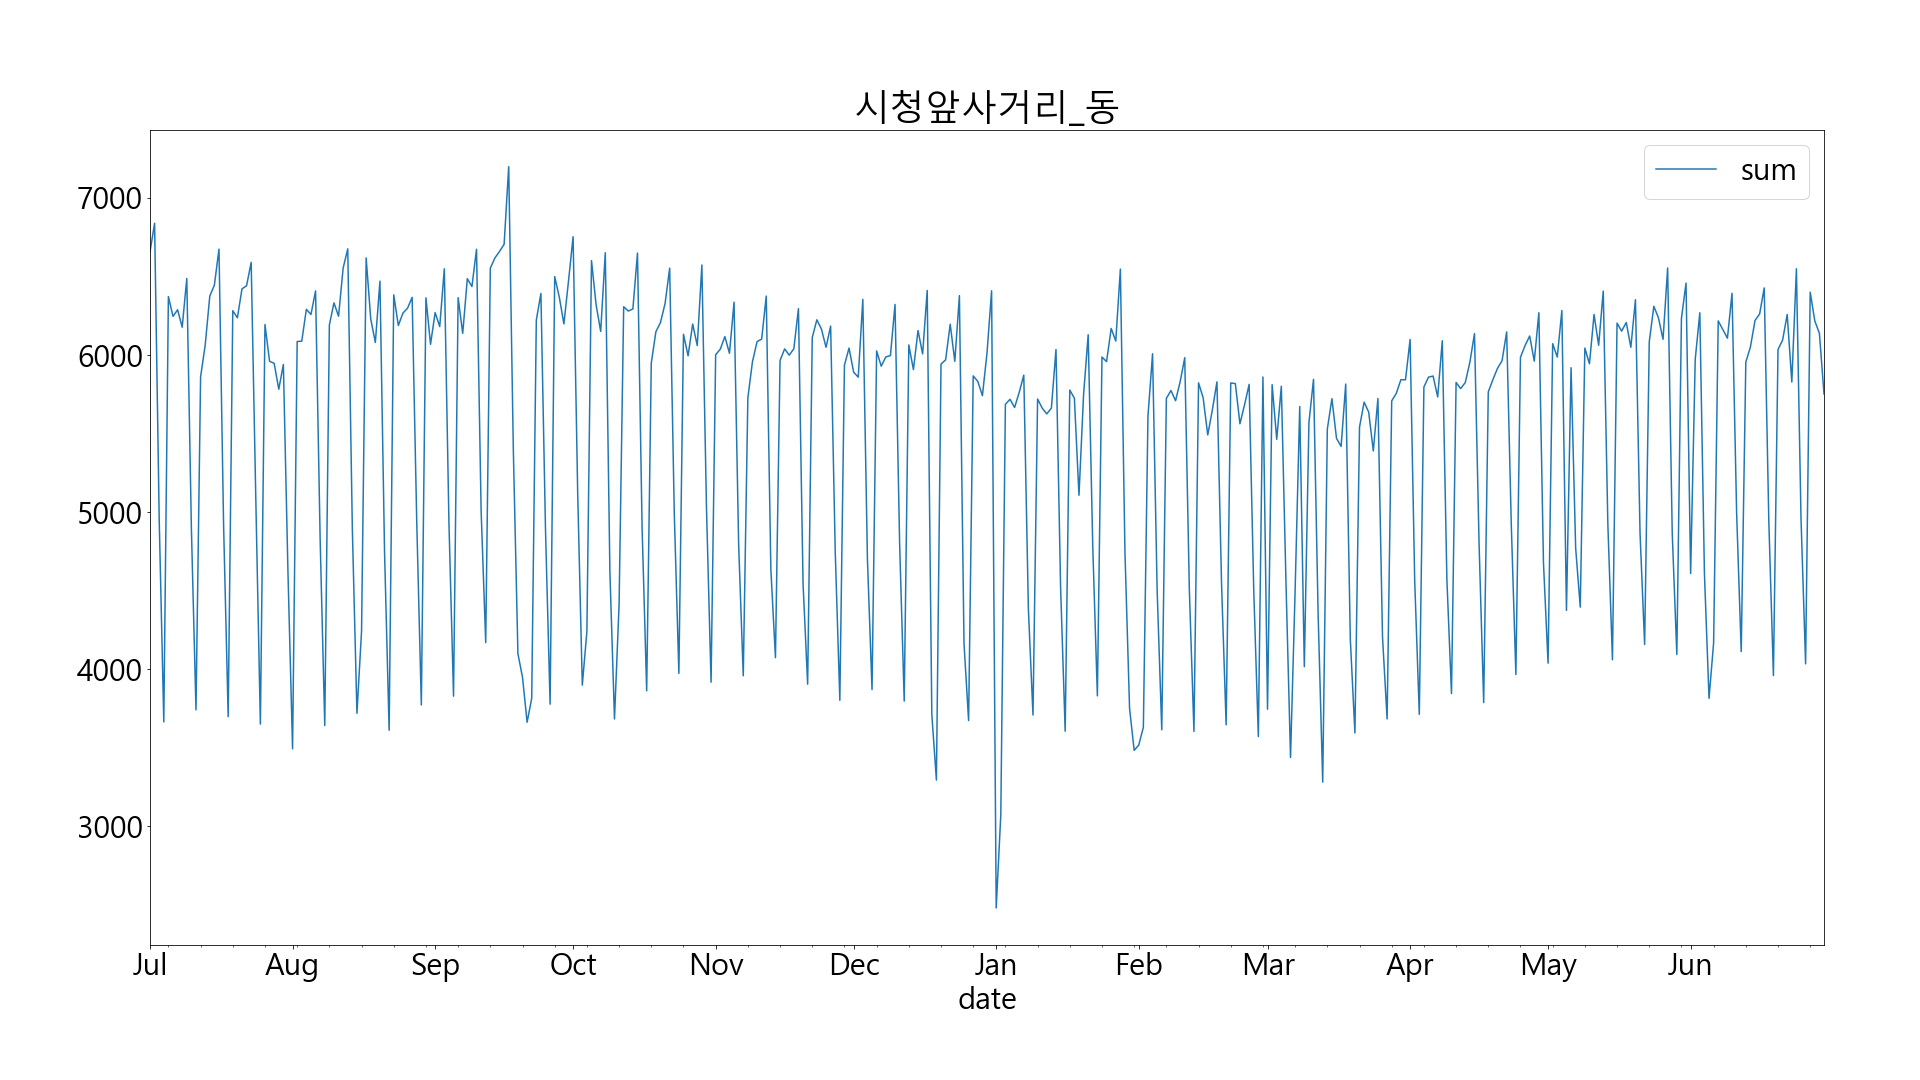 시청앞사거리_동
sum
7000
6000
5000
4000
3000
Jul Aug Sep Oct Nov Dec Jan Feb Mar Apr May Jun
date